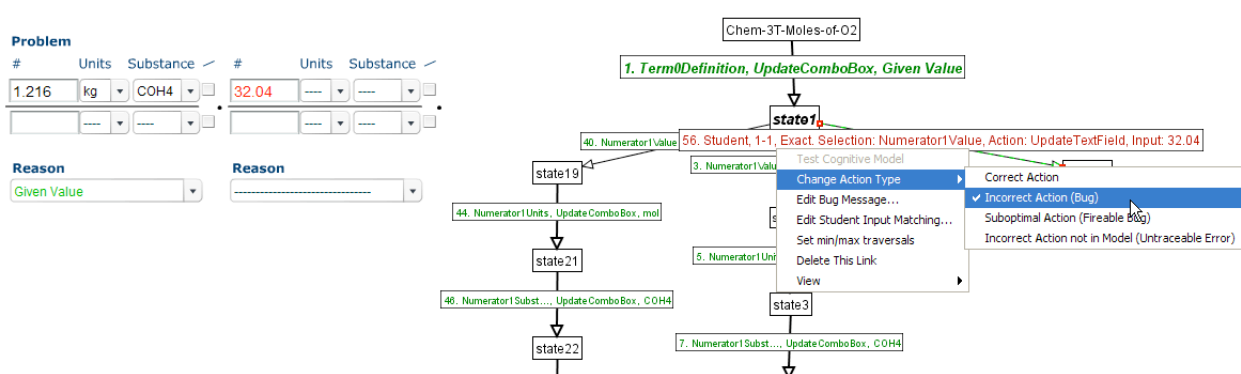 Problem
# Units Substance # Units Substance
1.216 kg COH4 32.04 ---- ----
---- ---- ---- ----
Reason Reason
Given Value ----------------------------------
Chem-3T-Moles-of-O2
1. Term0Definition, UpdateComboBox, Given Value
state1
40. Numerator1Value
56. Student, 1-1, Exact. Selection: Numerator1Value, Action: UpdateTextField, Input: 32.04
3. Numerator1Valu
state19
44. Numerator1Units, UpdateComboBox, mol
state21
46. Numerator1Subst..., UpdateComboBox, COH4
state22
5. Numerator1Uni
state3
7. Numerator1Subst..., UpdateComboBox, COH4
Test Cognitive Model
Change Action Type
Edit Bug Message...
Edit Student Input Matching...
Set min/max traversals
Delete This Link
View
Correct Action
Incorrect Action (Bug)
Suboptimal Action (Fireable Bug)
Incorrect Action not in Model (Untraceable Error)